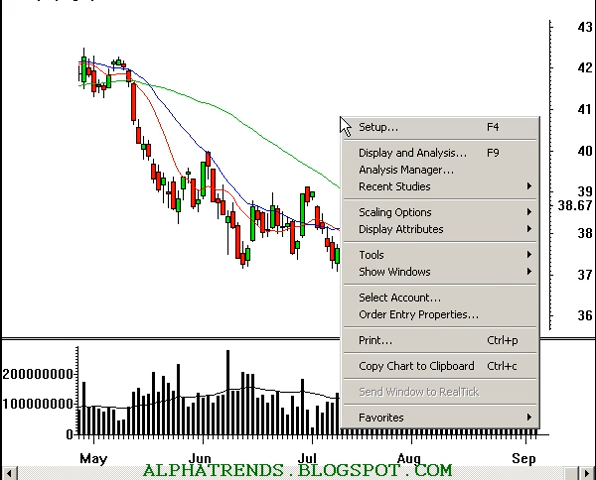 43
42
41
40
39
38.67
38
37
36
Setup... F4
Display and Analysis... F9
Analysis Manager...
Recent Studies
Scaling Options
Display Attributes
Tools
Show Windows
Select Account...
Order Entry Properties...
Print... Ctrl+p
Copy Chart to Clipboard Ctrl+c
Send Window to RealTick
Favorites
200000000
100000000
0
May Jun Jul Aug Sep
ALPHATRENDS.BLOGSPOT.COM